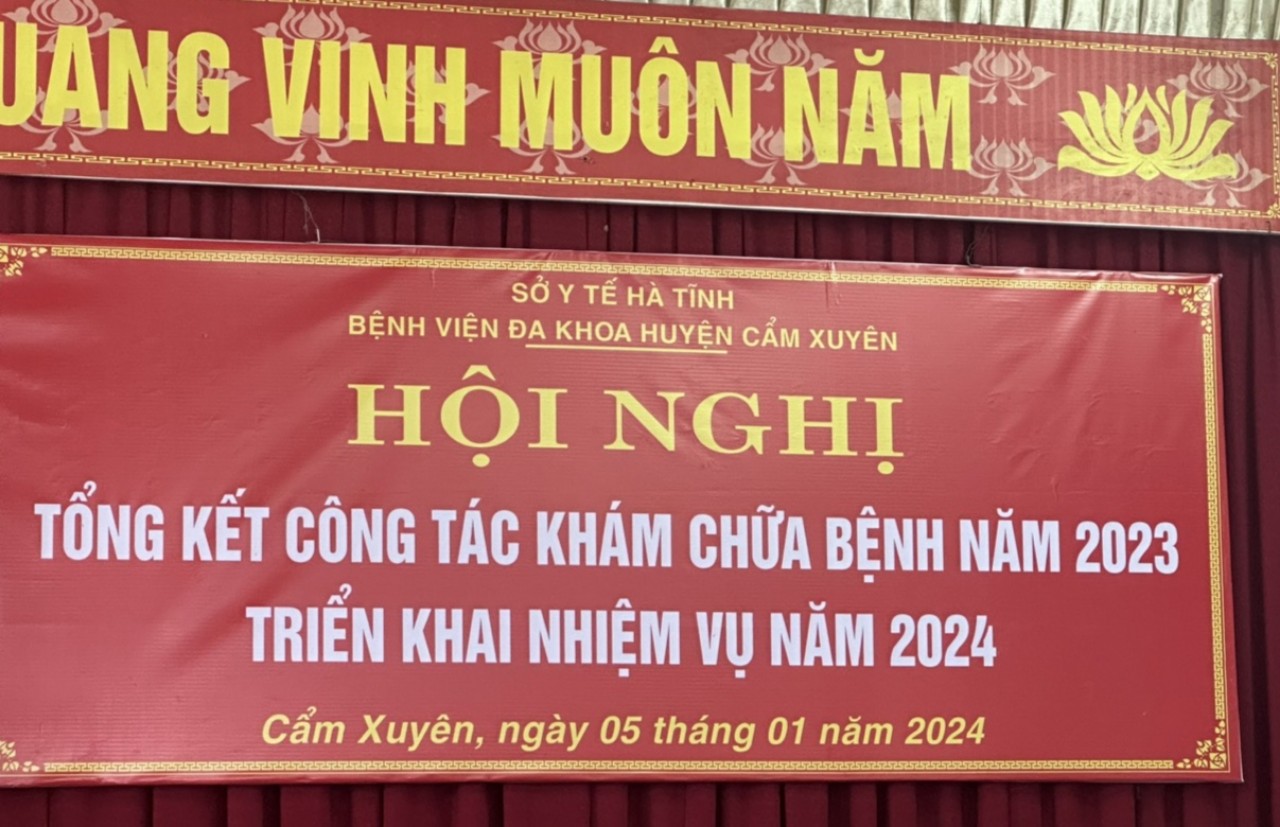 UANG VINH MUÔN NĂM
SỞ Y TẾ HÀ TĨNH
BỆNH VIỆN ĐA KHOA HUYỆN CẨM XUYÊN
HỘI NGHỊ
TỔNG KẾT CÔNG TÁC KHÁM CHỮA BỆNH NĂM 2023
TRIỂN KHAI NHIỆM VỤ NĂM 2024
Cẩm Xuyên, ngày 05 tháng 01 năm 2024